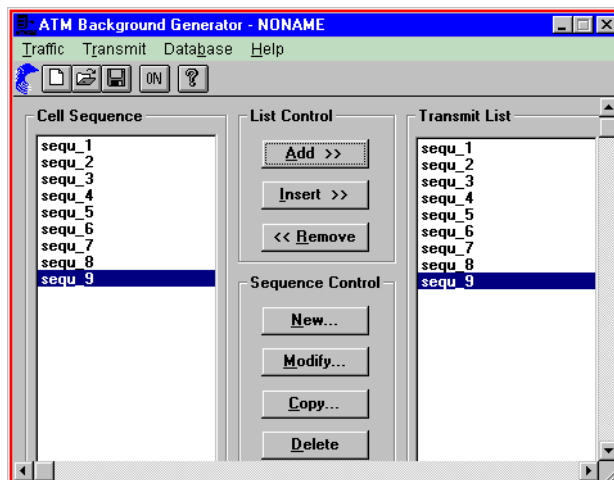 ATM Background Generator - NONAME
Traffic Transmit Database Help
ON ?
Cell Sequence
sequ_1
sequ_2
sequ_3
sequ_4
sequ_5
sequ_6
sequ_7
sequ_8
sequ_9
List Control
Add >>
Insert >>
<< Remove
Sequence Control
New...
Modify...
Copy...
Delete
Transmit List
sequ_1
sequ_2
sequ_3
sequ_4
sequ_5
sequ_6
sequ_7
sequ_8
sequ_9